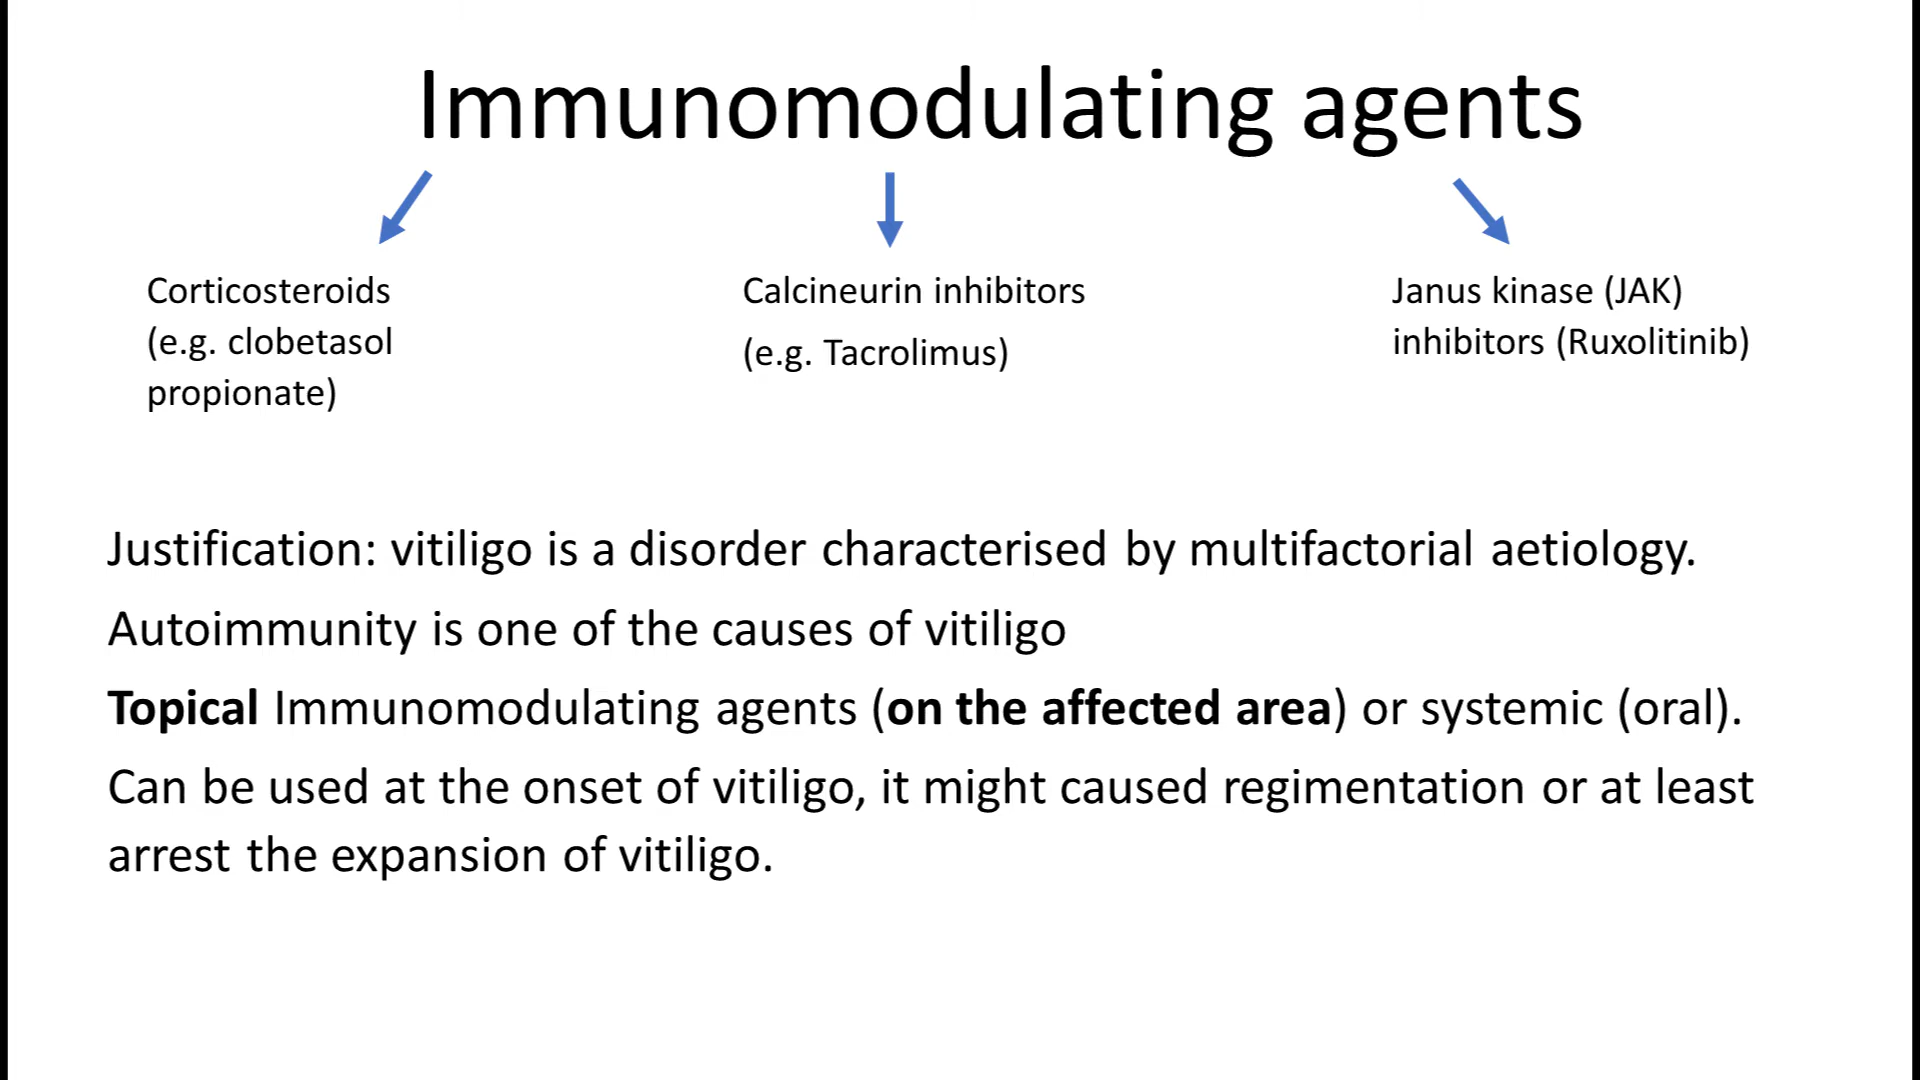 Immunomodulating agents
Corticosteroids
(e.g. clobetasol
propionate)
Calcineurin inhibitors
(e.g. Tacrolimus)
Janus kinase (JAK)
inhibitors (Ruxolitinib)
Justification: vitiligo is a disorder characterised by multifactorial aetiology.
Autoimmunity is one of the causes of vitiligo
Topical Immunomodulating agents (on the affected area) or systemic (oral).
Can be used at the onset of vitiligo, it might caused regimentation or at least
arrest the expansion of vitiligo.